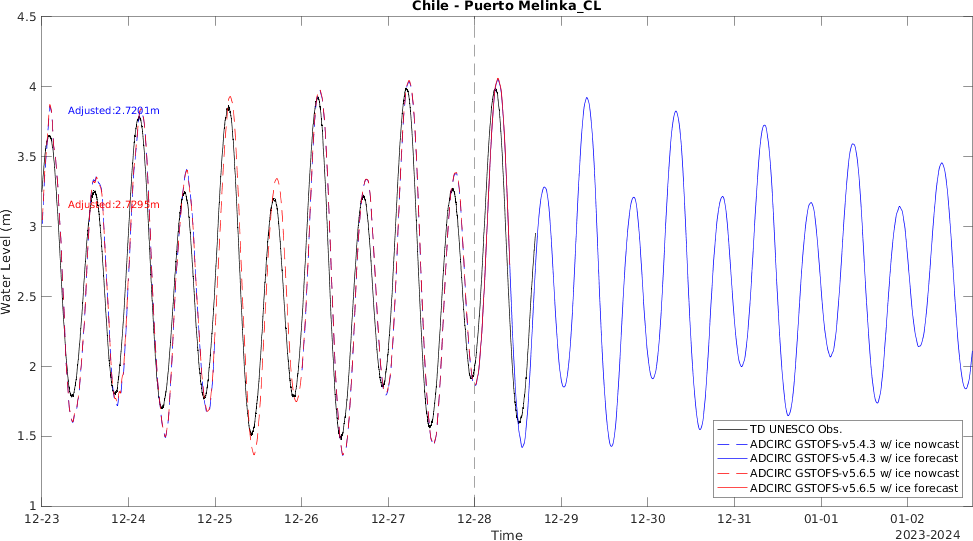 Chile - Puerto Melinka_CL
4.5
4
3.5
3
2.5
2
1.5
1
Water Level (m)
Adjusted:2.7201m
Adjusted:2.7295m
TD UNESCO Obs.
ADCIRC GSTOFS-v5.4.3 w/ ice nowcast
ADCIRC GSTOFS-v5.4.3 w/ ice forecast
ADCIRC GSTOFS-v5.6.5 w/ ice nowcast
ADCIRC GSTOFS-v5.6.5 w/ ice forecast
12-23 12-24 12-25 12-26 12-27 12-28 12-29 12-30 12-31 01-01 01-02
Time
2023-2024